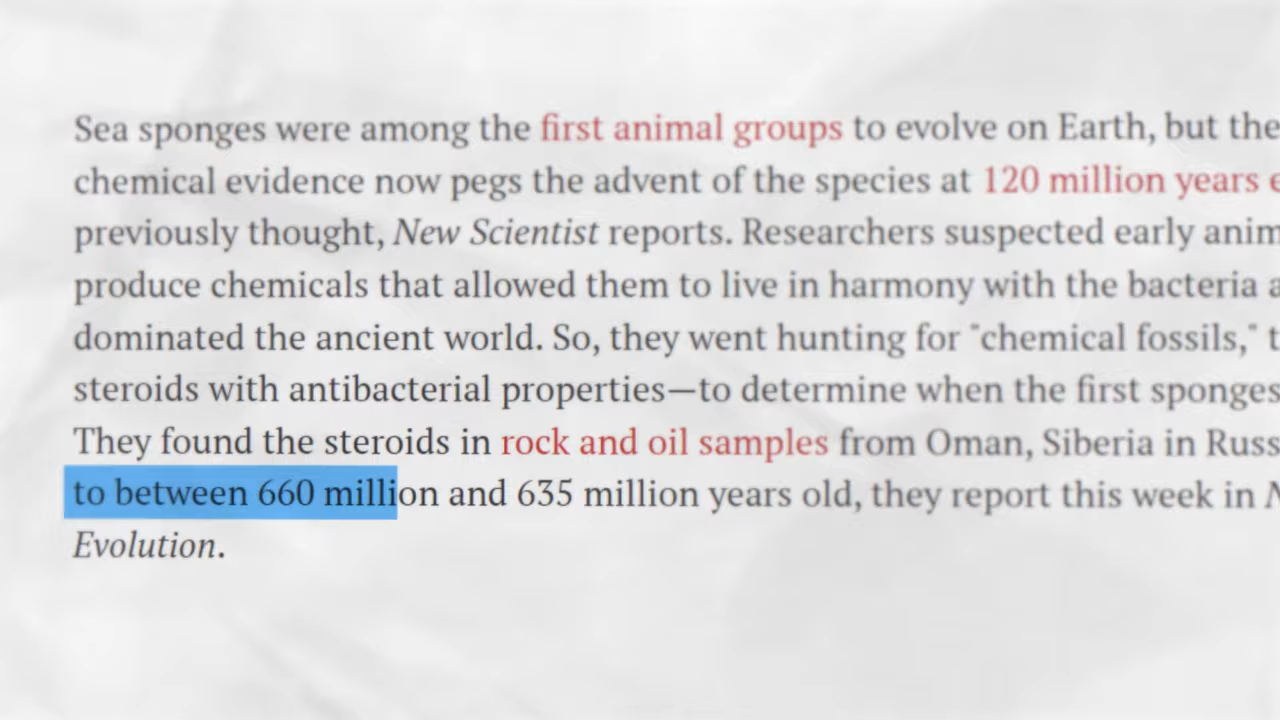 Sea sponges were among the first animal groups to evolve on Earth, but the
chemical evidence now pegs the advent of the species at 120 million years e
previously thought, New Scientist reports. Researchers suspected early anim
produce chemicals that allowed them to live in harmony with the bacteria a
dominated the ancient world. So, they went hunting for "chemical fossils," t
steroids with antibacterial properties—to determine when the first sponges
They found the steroids in rock and oil samples from Oman, Siberia in Russ
to between 660 million and 635 million years old, they report this week in N
Evolution.